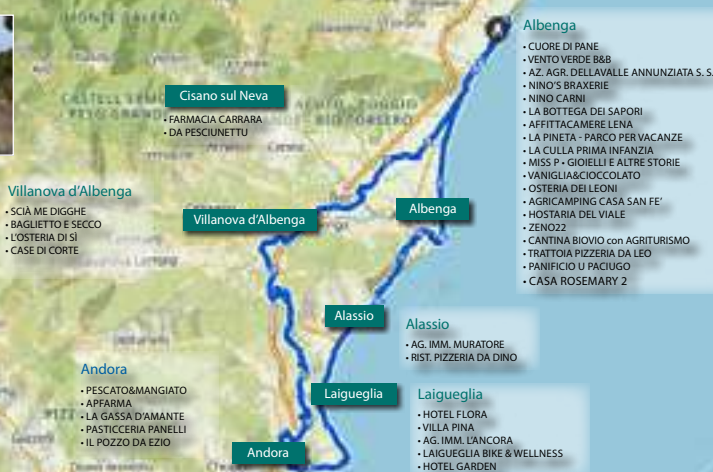 Cisano sul Neva
• FARMACIA CARRARA
• DA PESCIUNETTU
Villanova d'Albenga
• SCIÀ ME DIGGHE
• BAGLIETTO E SECCO
• L'OSTERIA DI SÌ
• CASE DI CORTE
Villanova d'Albenga
Albenga
Albenga
• CUORE DI PANE
• VENTO VERDE B&B
• AZ. AGR. DELLAVALLE ANNUNZIATA S. S.
• NINO'S BRAXERIE
• NINO CARNI
• LA BOTTEGA DEI SAPORI
• AFFITTACAMERE LENA
• LA PINETA - PARCO PER VACANZE
• LA CULLA PRIMA INFANZIA
• MISS P • GIOIELLI E ALTRE STORIE
• VANIGLIA&CIOCCOLATO
• OSTERIA DEI LEONI
• AGRICAMPING CASA SAN FE'
• HOSTARIA DEL VIALE
• ZENO22
• CANTINA BIOVIO con AGRITURISMO
• TRATTOIA PIZZERIA DA LEO
• PANIFICIO U PACIUGO
• CASA ROSEMARY 2
Alassio
Alassio
• AG. IMM. MURATORE
• RIST. PIZZERIA DA DINO
Andora
• PESCATO&MANGIATO
• APFARMA
• LA GASSA D'AMANTE
• PASTICCERIA PANELLI
• IL POZZO DA EZIO
Laigueglia
Laigueglia
• HOTEL FLORA
• VILLA PINA
• AG. IMM. L'ANCORA
• LAIGUEGLIA BIKE & WELLNESS
• HOTEL GARDEN
Andora